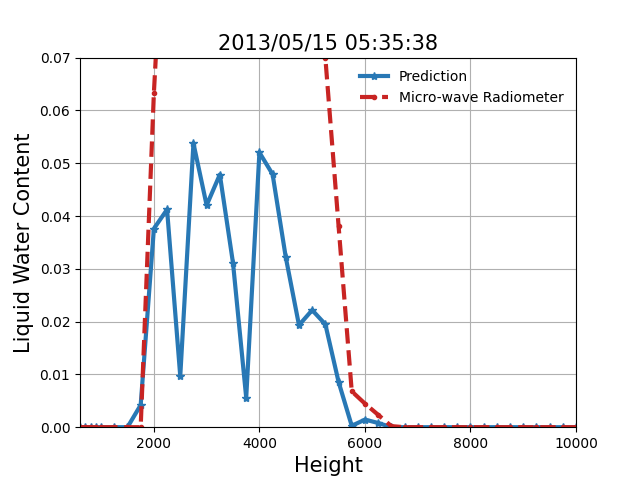 2013/05/15 05:35:38
Prediction
Micro-wave Radiometer
Liquid Water Content
0.07
0.06
0.05
0.04
0.03
0.02
0.01
0.00
2000 4000 6000 8000 10000
Height